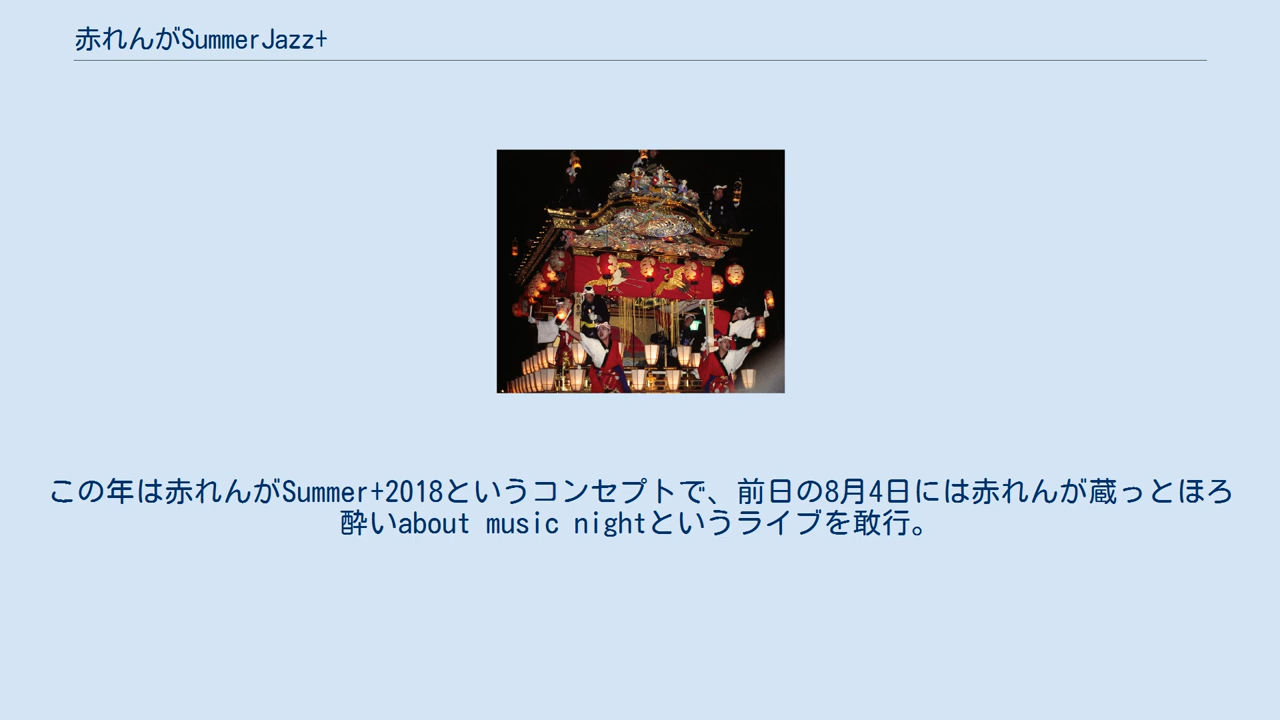 赤れんがSummerJazz+
この年は赤れんがSummer+2018というコンセプトで、前日の8月4日には赤れんが蔵っとほろ
酔いabout music nightというライブを敢行。